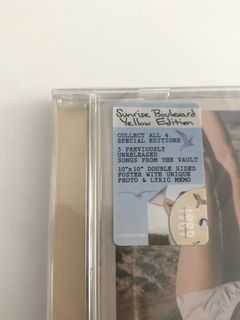 Sunrise Boulevard
Yellow Edition
COLLECT ALL 4
SPECIAL EDITIONS
5 PREVIOUSLY
UNRELEASED
SONGS FROM THE VAULT
10"x10" DOUBLE SIDED
POSTER WITH UNIQUE
PHOTO & LYRIC MEMO